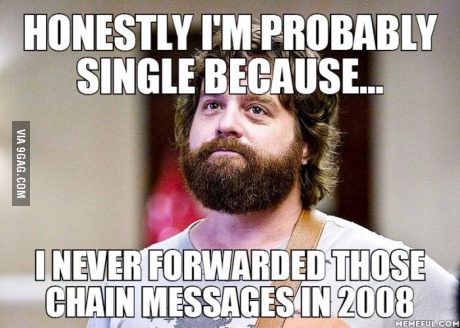 HONESTLY I'M PROBABLY
SINGLE BECAUSE...
VIA 9GAG.COM
I NEVER FORWARDED THOSE
CHAIN MESSAGES IN 2008
MEMEFUL.COM